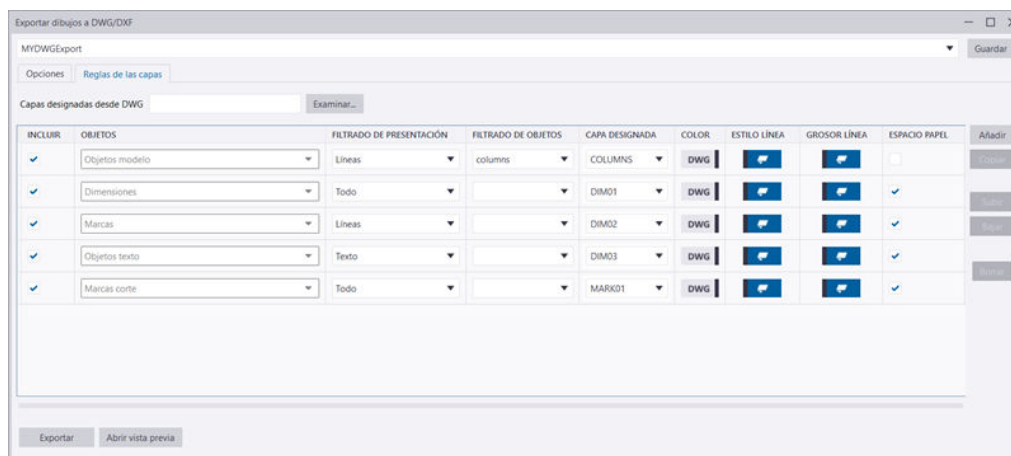 Exportar dibujos a DWG/DXF
MYDWGExport Guardar
Opciones Reglas de las capas
Capas designadas desde DWG Examinar...
INCLUIR OBJETOS FILTRADO DE PRESENTACIÓN FILTRADO DE OBJETOS CAPA DESIGNADA COLOR ESTILO LÍNEA GROSOR LÍNEA ESPACIO PAPEL Añadir
Objetos modelo Líneas columns COLUMNS DWG Copiar
Dimensiones Todo DIM01 DWG Subir
Marcas Líneas DIM02 DWG Bajar
Objetos texto Texto DIM03 DWG Borrar
Marcas corte Todo MARK01 DWG
Exportar Abrir vista previa